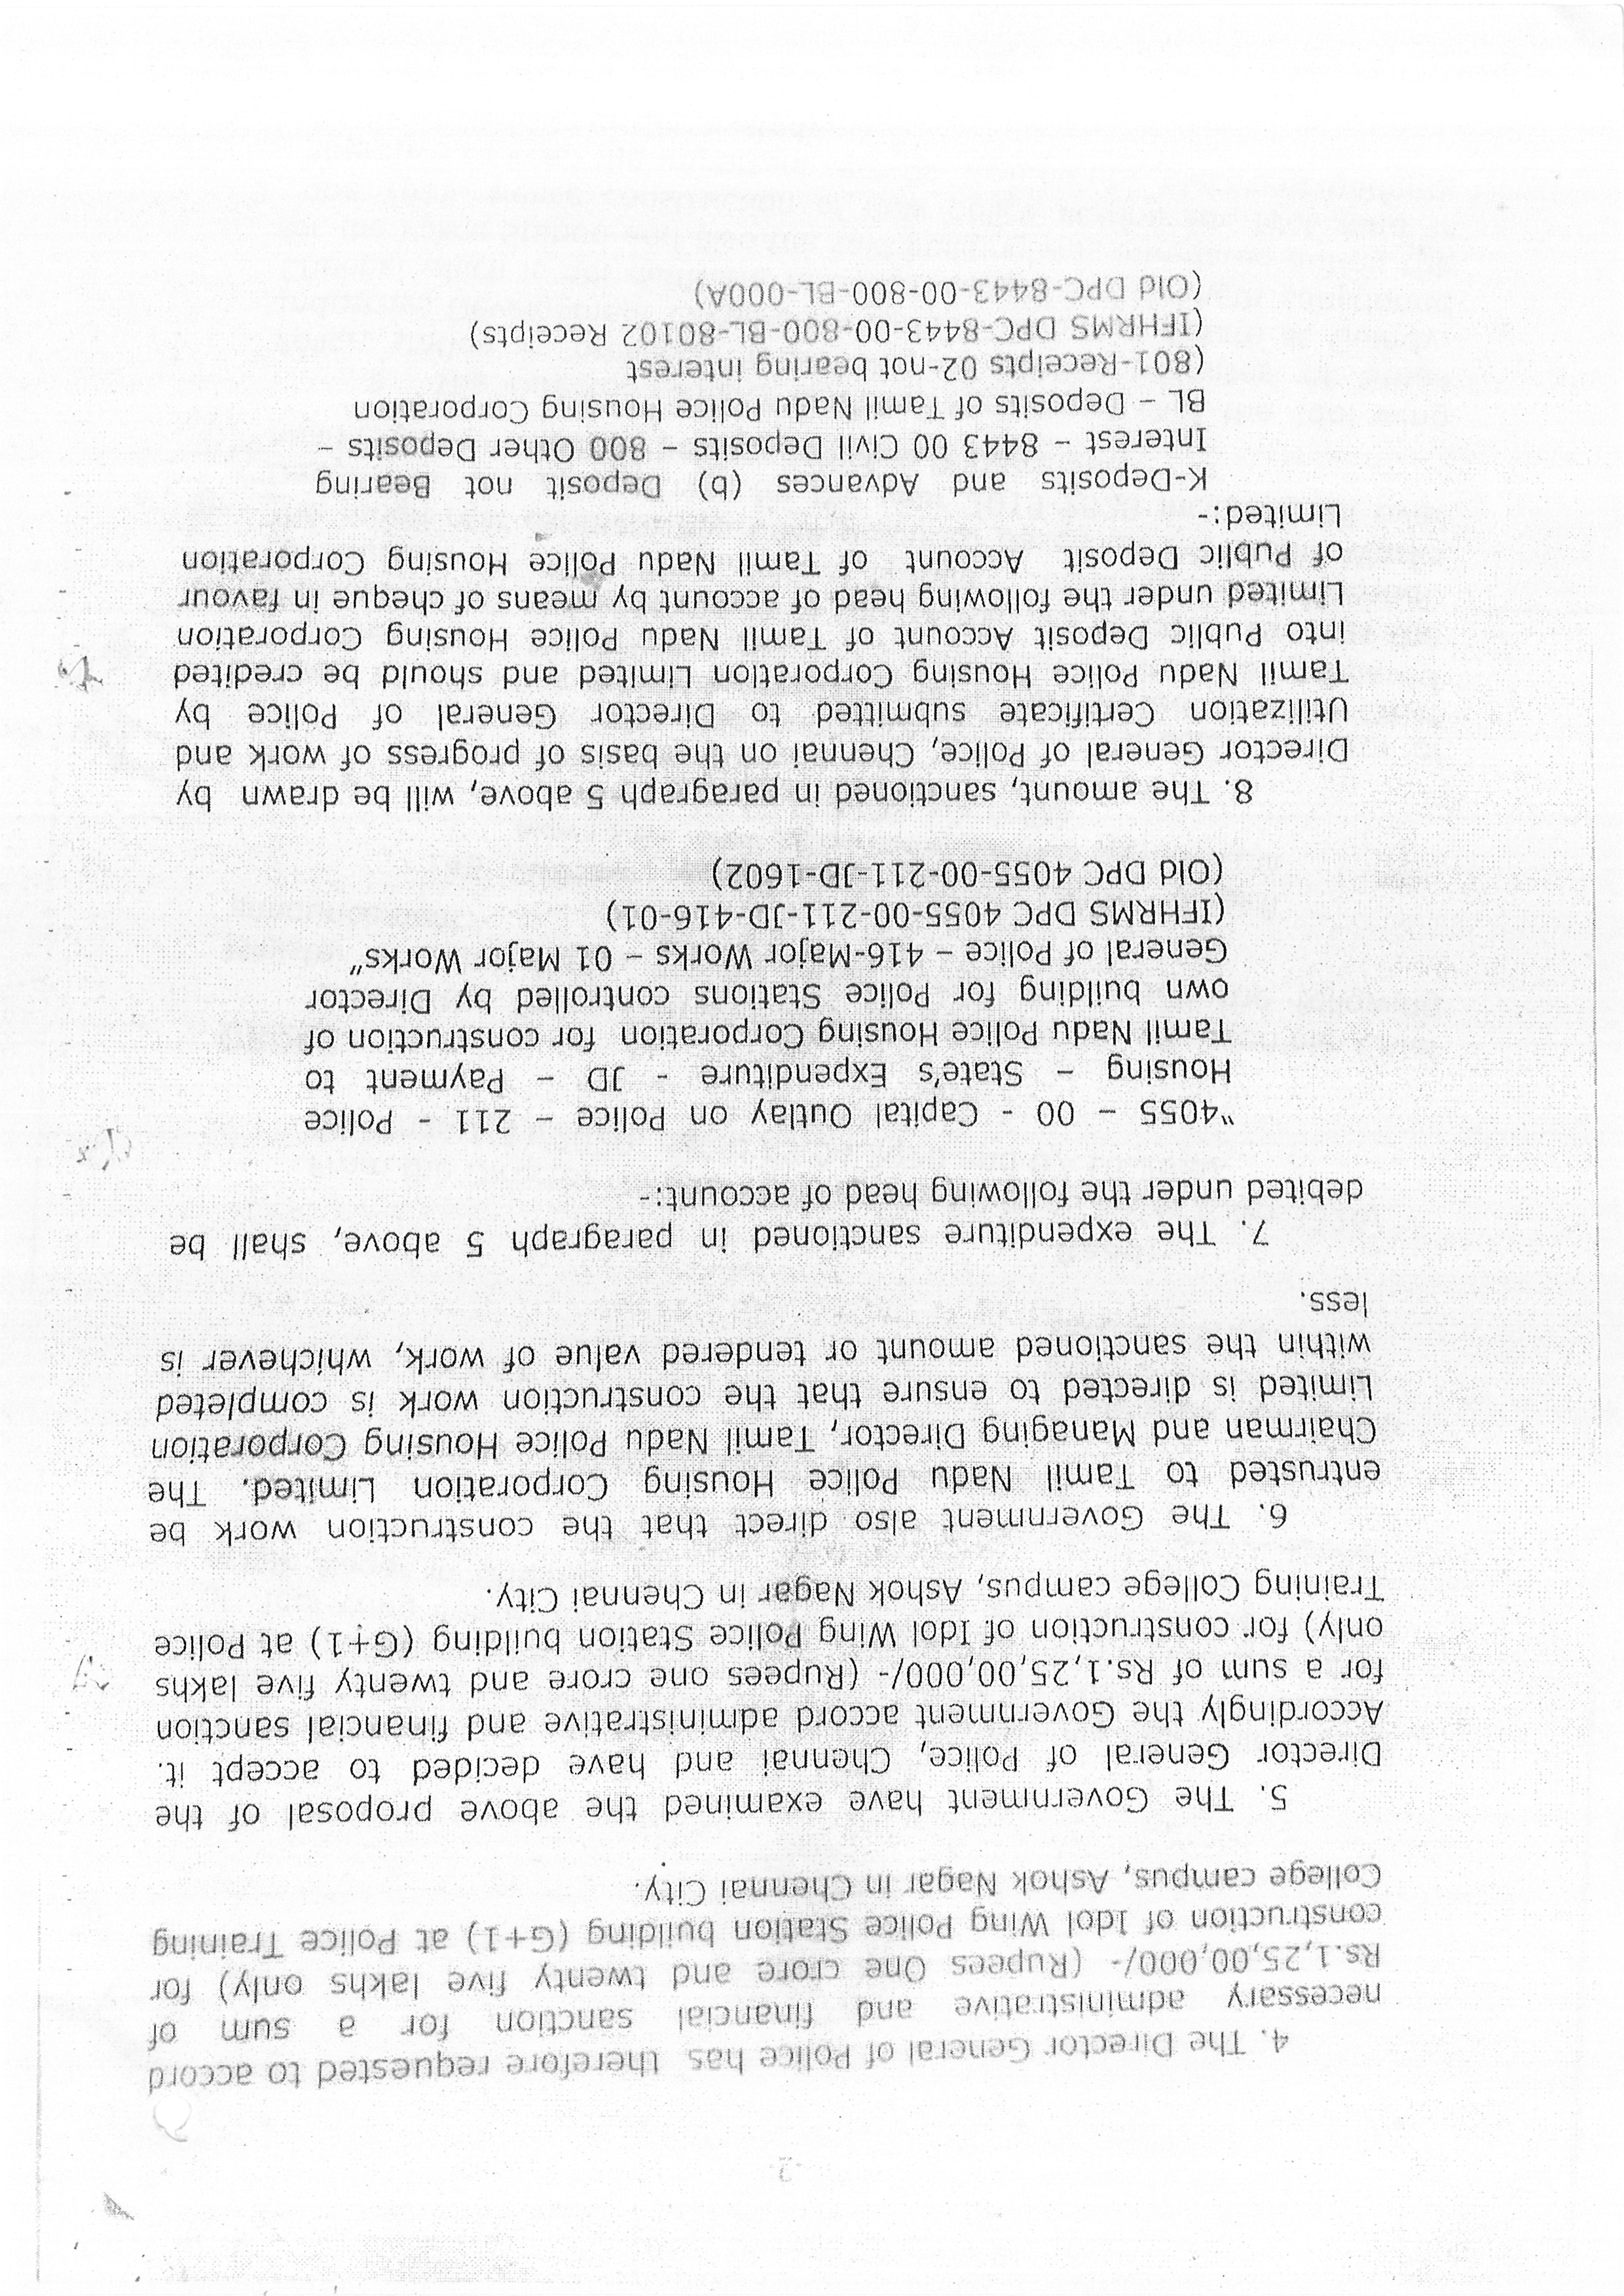 4. The Director General of Police has therefore requested to accord
necessary administrative and financial sanction for a sum of
Rs.1,25,00,000/- (Rupees One crore and twenty five lakhs only) for
construction of Idol Wing Police Station building (G+1) at Police Training
College campus, Ashok Nagar in Chennai City.
5. The Government have examined the above proposal of the
Director General of Police, Chennai and have decided to accept it.
Accordingly the Government accord administrative and financial sanction
for a sum of Rs.1,25,00,000/- (Rupees one crore and twenty five lakhs
only) for construction of Idol Wing Police Station building (G+1) at Police
Training College campus, Ashok Nagar in Chennai City.
6. The Government also direct that the construction work be
entrusted to Tamil Nadu Police Housing Corporation Limited. The
Chairman and Managing Director, Tamil Nadu Police Housing Corporation
Limited is directed to ensure that the construction work is completed
within the sanctioned amount or tendered value of work, whichever is
less.
7. The expenditure sanctioned in paragraph 5 above, shall be
debited under the following head of account:-
"4055 – 00 - Capital Outlay on Police – 211 - Police
Housing – State's Expenditure - JD – Payment to
Tamil Nadu Police Housing Corporation for construction of
own building for Police Stations controlled by Director
General of Police – 416-Major Works – 01 Major Works"
(IFHRMS DPC 4055-00-211-JD-416-01)
(Old DPC 4055-00-211-JD-1602)
8. The amount, sanctioned in paragraph 5 above, will be drawn by
Director General of Police, Chennai on the basis of progress of work and
Utilization Certificate submitted to Director General of Police by
Tamil Nadu Police Housing Corporation Limited and should be credited
into Public Deposit Account of Tamil Nadu Police Housing Corporation
Limited under the following head of account by means of cheque in favour
of Public Deposit Account of Tamil Nadu Police Housing Corporation
Limited:-
K-Deposits and Advances (b) Deposit not Bearing
Interest – 8443 00 Civil Deposits – 800 Other Deposits –
BL – Deposits of Tamil Nadu Police Housing Corporation
(801-Receipts 02-not bearing interest
(IFHRMS DPC-8443-00-800-BL-80102 Receipts)
(Old DPC-8443-00-800-BL-000A)